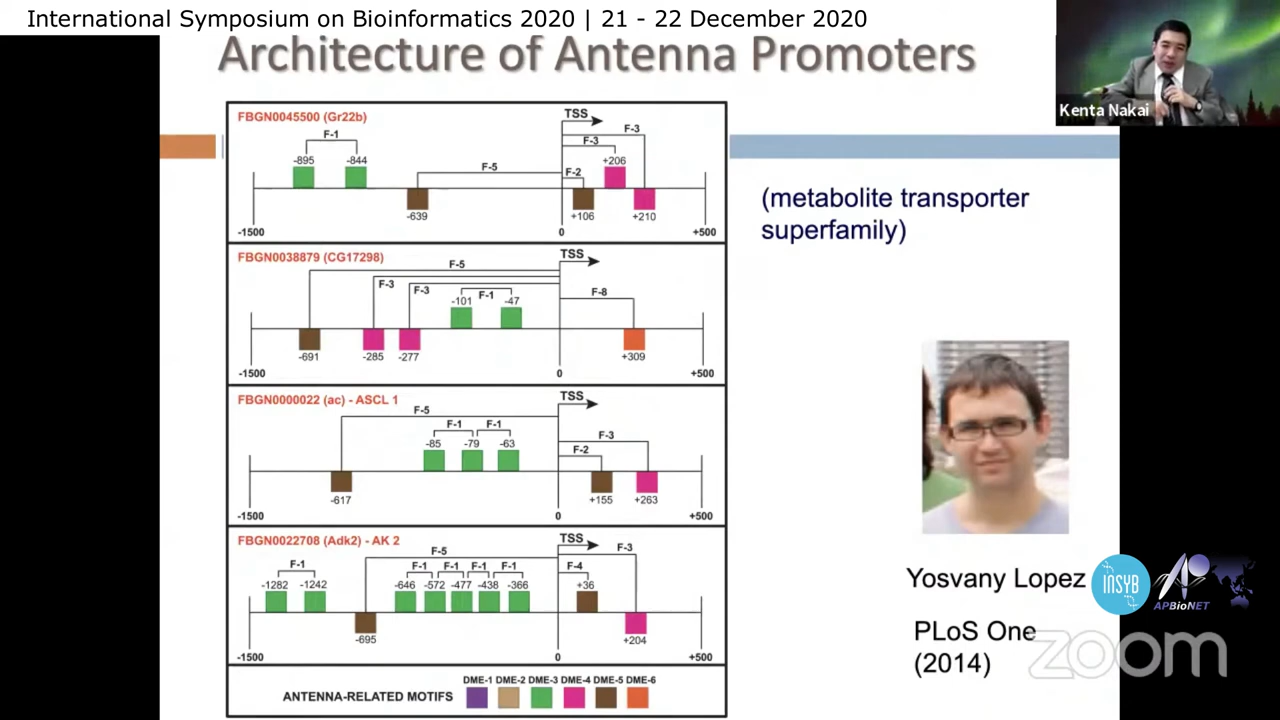 International Symposium on Bioinformatics 2020 | 21 - 22 December 2020
Architecture of Antenna Promoters
Kenta Nakai
FBGN0045500 (Gr22b)
TSS
F-1
F-3
F-3
-895
-844
F-5
F-2
+206
-639
+106
+210
-1500
0
+500
(metabolite transporter
superfamily)
FBGN0038879 (CG17298)
TSS
F-5
F-3
F-3
F-1
F-8
-101
-47
-691
-285
-277
+309
-1500
0
+500
FBGN0000022 (ac) - ASCL 1
TSS
F-5
F-1
F-1
F-3
-85
-79
-63
F-2
-617
+155
+263
-1500
0
+500
FBGN0022708 (Adk2) - AK 2
TSS
F-5
F-3
F-1
F-1
F-1
F-1
F-1
F-4
-1282
-1242
-646
-572
-477
-438
-366
+36
-695
+204
-1500
0
+500
ANTENNA-RELATED MOTIFS
DME-1 DME-2 DME-3 DME-4 DME-5 DME-6
Yosvany Lopez
PLoS One
(2014)
INSYB
APBioNET
zoom